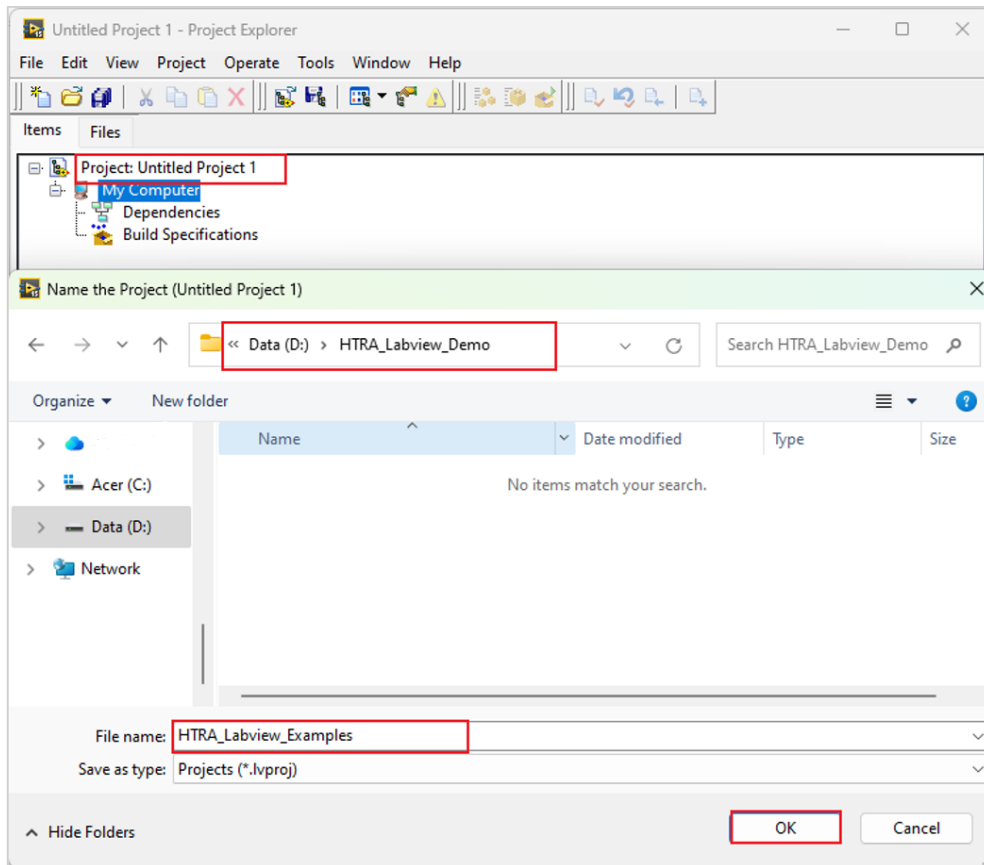 Untitled Project 1 - Project Explorer
File Edit View Project Operate Tools Window Help
Items Files
Project: Untitled Project 1
My Computer
Dependencies
Build Specifications
Name the Project (Untitled Project 1)
« Data (D:) › HTRA_Labview_Demo Search HTRA_Labview_Demo
Organize New folder
Name Date modified Type Size
Acer (C:) No items match your search.
Data (D:)
Network
File name: HTRA_Labview_Examples
Save as type: Projects (*.lvproj)
Hide Folders OK Cancel